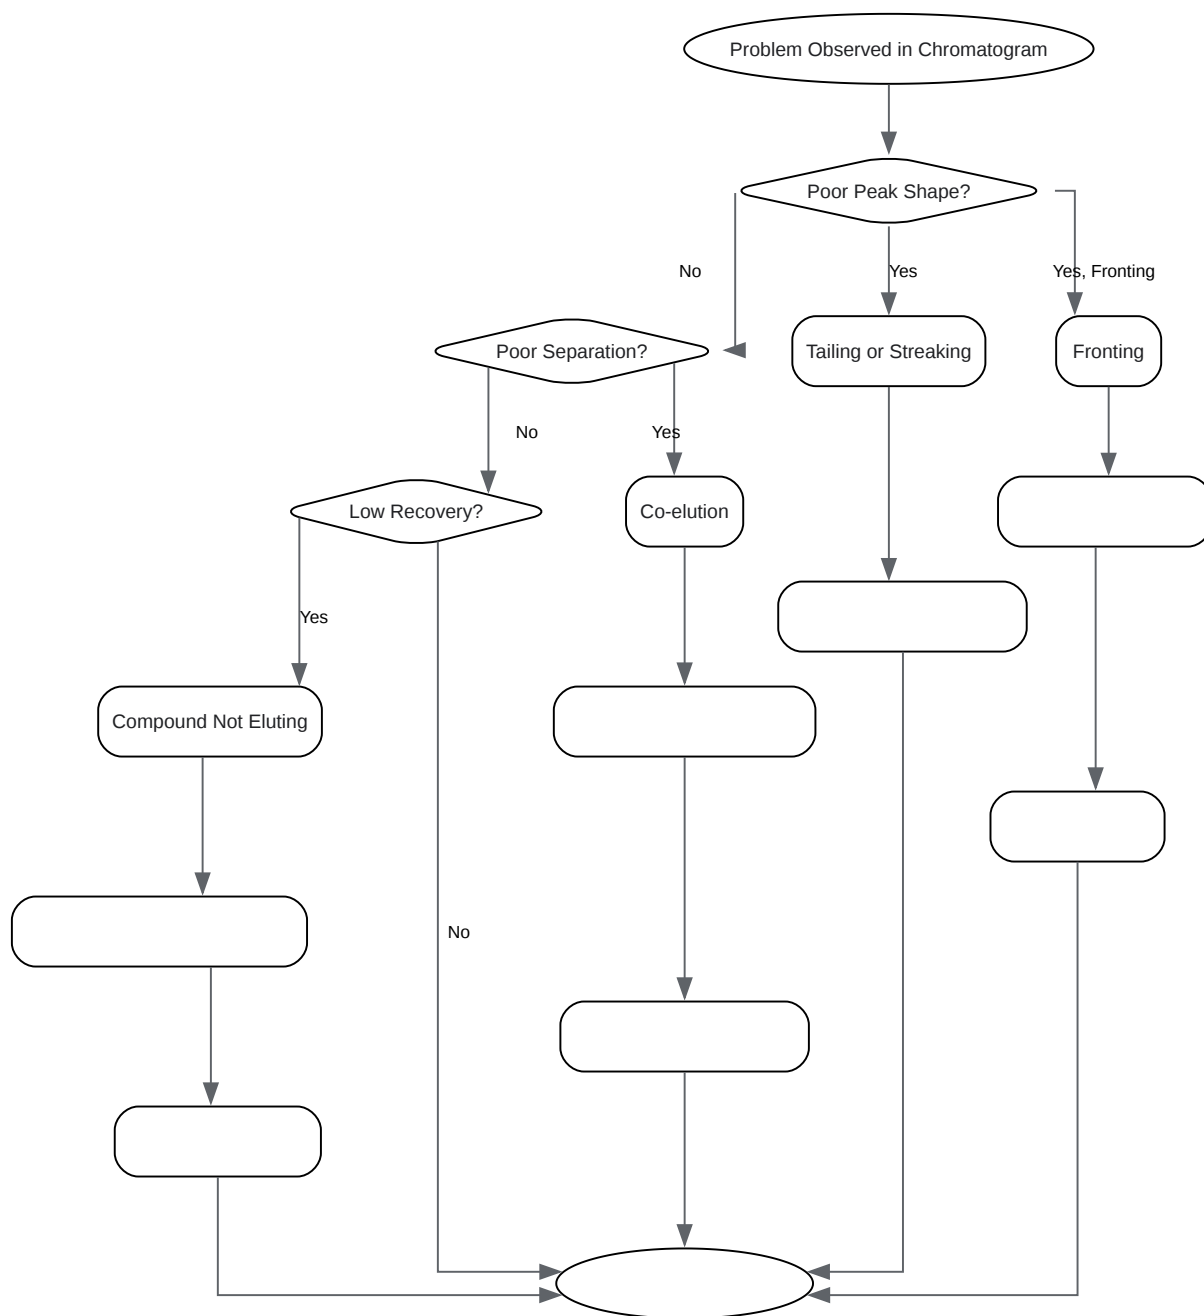 Problem Observed in Chromatogram
Poor Peak Shape?
No
Yes
Yes, Fronting
Poor Separation?
Tailing or Streaking
Fronting
No
Yes
Low Recovery?
Co-elution
Yes
Compound Not Eluting
No